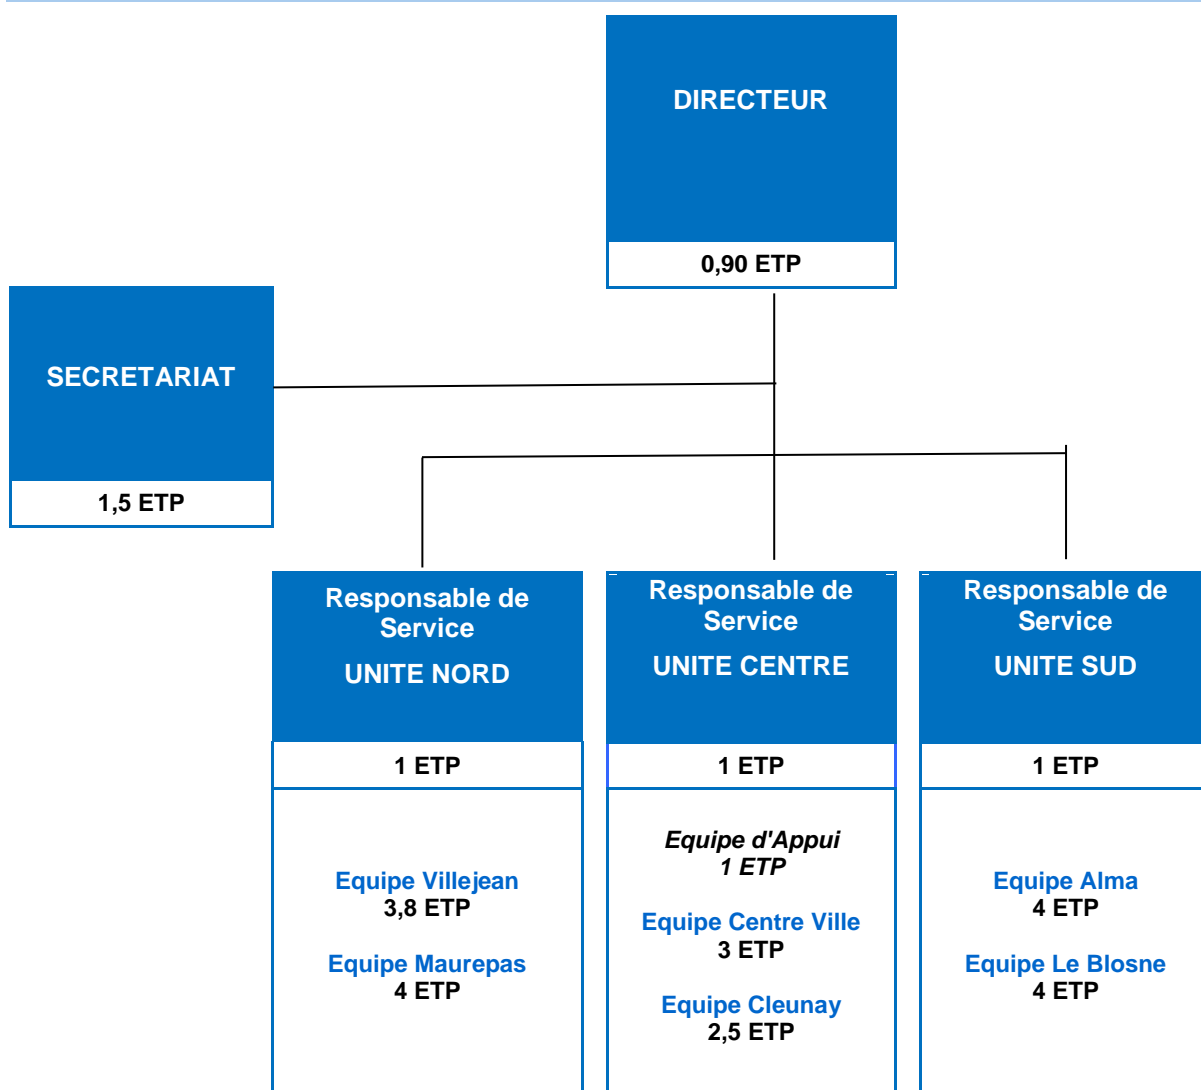 DIRECTEUR
0,90 ETP
SECRETARIAT
1,5 ETP
Responsable de
Service
UNITE NORD
1 ETP
Equipe Villejean
3,8 ETP
Equipe Maurepas
4 ETP
Responsable de
Service
UNITE CENTRE
1 ETP
Equipe d'Appui
1 ETP
Equipe Centre Ville
3 ETP
Equipe Cleunay
2,5 ETP
Responsable de
Service
UNITE SUD
1 ETP
Equipe Alma
4 ETP
Equipe Le Blosne
4 ETP